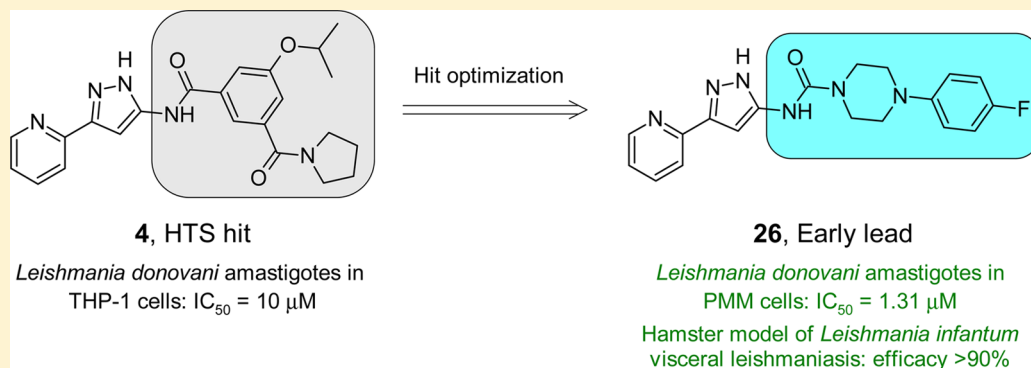 Hit optimization
H
N
N
O
NH
N
O
O
N
H
N
N
O
NH
N
N
N
F
4, HTS hit
Leishmania donovani amastigotes in
THP-1 cells: IC50 = 10 μM
26, Early lead
Leishmania donovani amastigotes in
PMM cells: IC50 = 1.31 μM
Hamster model of Leishmania infantum
visceral leishmaniasis: efficacy >90%